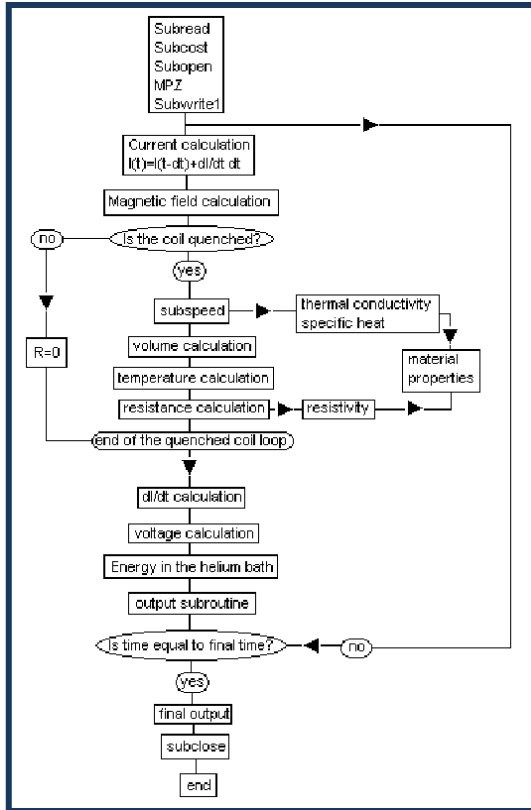 Subread
Subcost
Subopen
MPZ
Subwrite1
Current calculation
I(t)=I(t-dt)+dI/dt dt
Magnetic field calculation
no
Is the coil quenched?
yes
subspeed
thermal conductivity
specific heat
volume calculation
R=0
material
properties
temperature calculation
resistance calculation
resistivity
end of the quenched coil loop
dI/dt calculation
voltage calculation
Energy in the helium bath
output subroutine
Is time equal to final time?
no
yes
final output
subclose
end